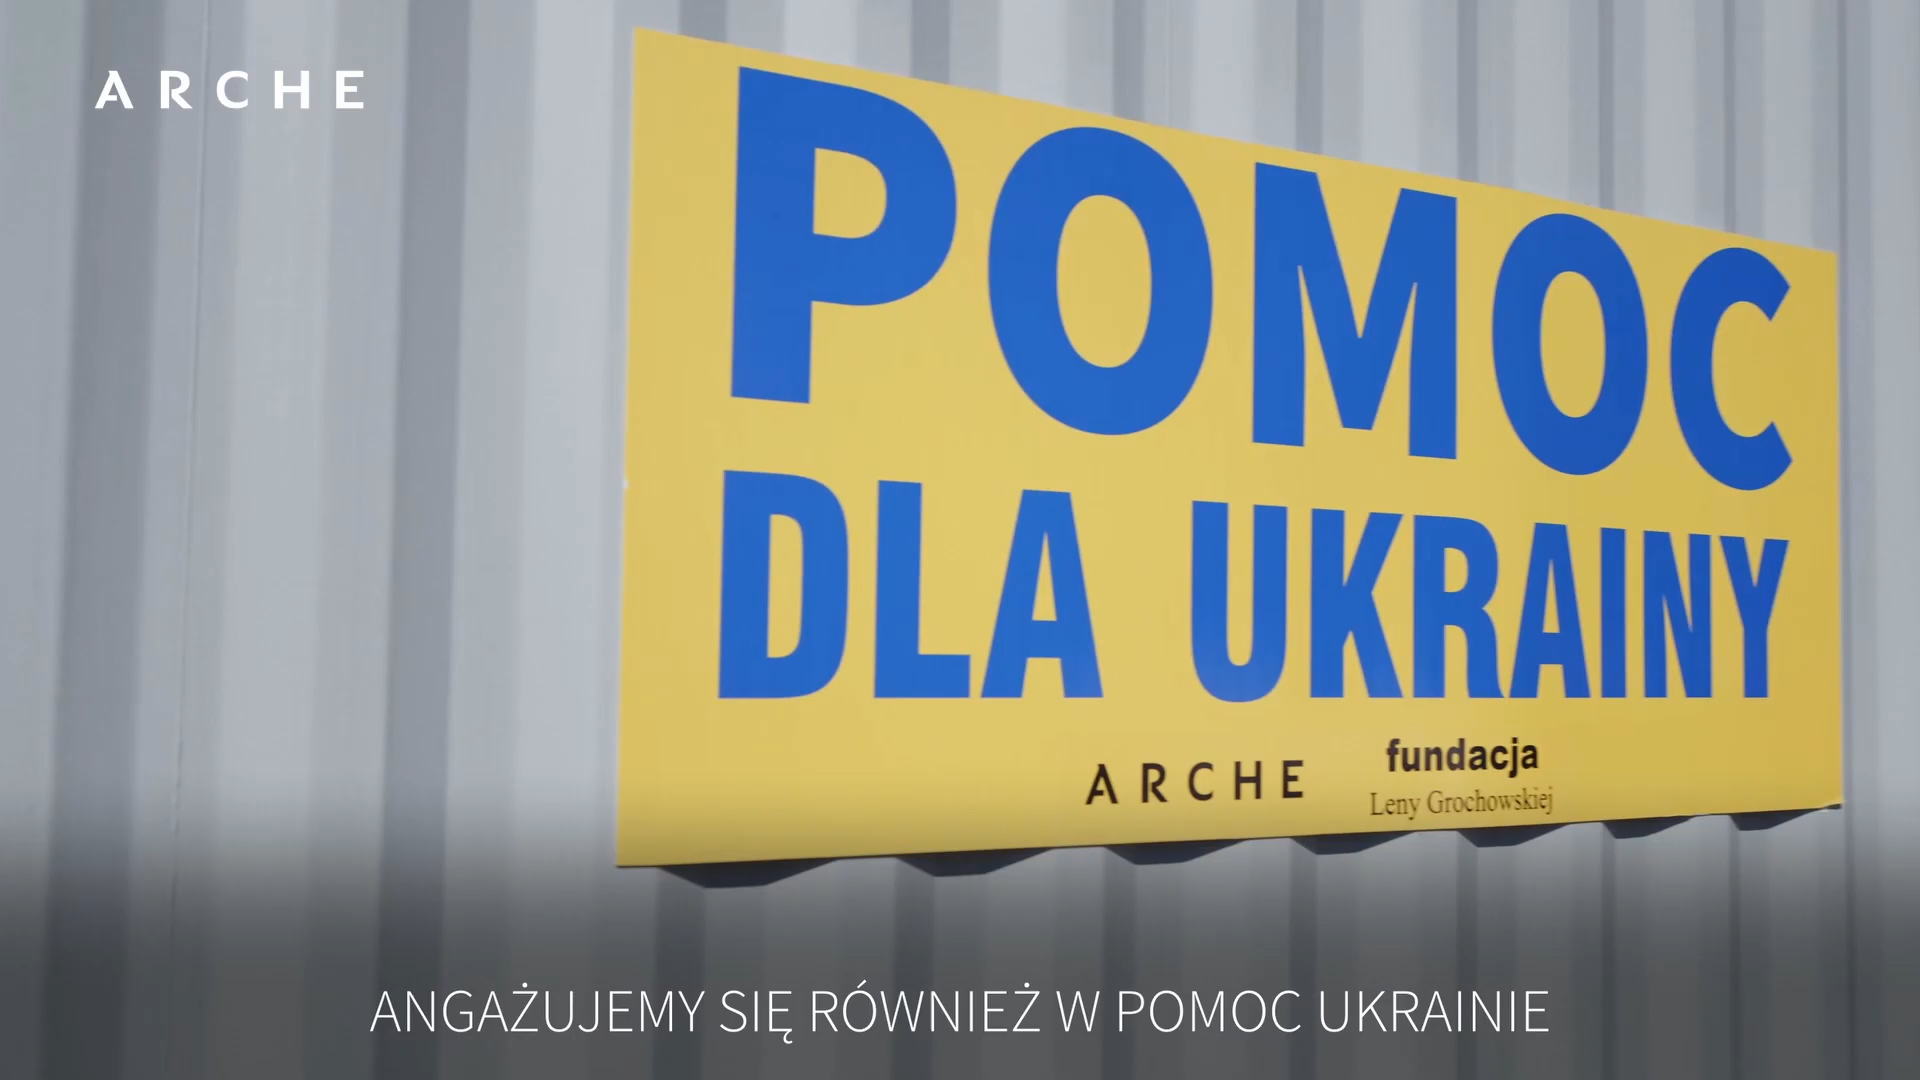 ARCHE
POMOC
DLA UKRAINY
ARCHE
fundacja
Leny Grochowskiej
ANGAŻUJEMY SIĘ RÓWNIEŻ W POMOC UKRAINIE